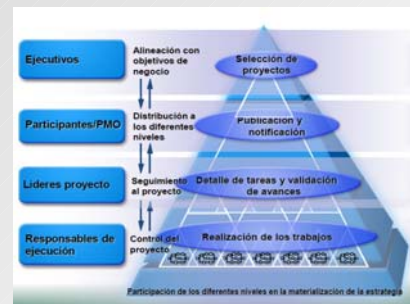 Ejecutivos
Alineación con
objetivos de
negocio
Selección de
proyectos
Participantes/PMO
Distribución a
los diferentes
niveles
Publicación y
notificación
Lideres proyecto
Seguimiento
al proyecto
Detalle de tareas y validación
de avances
Responsables de
ejecución
Control del
proyecto
Realización de los trabajos
Participación de los diferentes niveles en la materialización de la estrategia